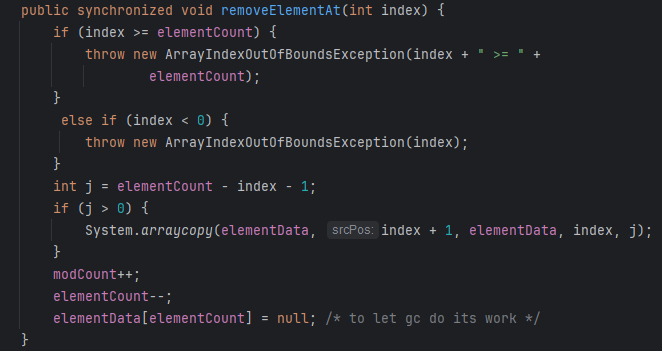 public synchronized void removeElementAt(int index) {
    if (index >= elementCount) {
        throw new ArrayIndexOutOfBoundsException(index + " >= " +
                elementCount);
    }
     else if (index < 0) {
        throw new ArrayIndexOutOfBoundsException(index);
    }
    int j = elementCount - index - 1;
    if (j > 0) {
        System.arraycopy(elementData, srcPos: index + 1, elementData, index, j);
    }
    modCount++;
    elementCount--;
    elementData[elementCount] = null; /* to let gc do its work */
}